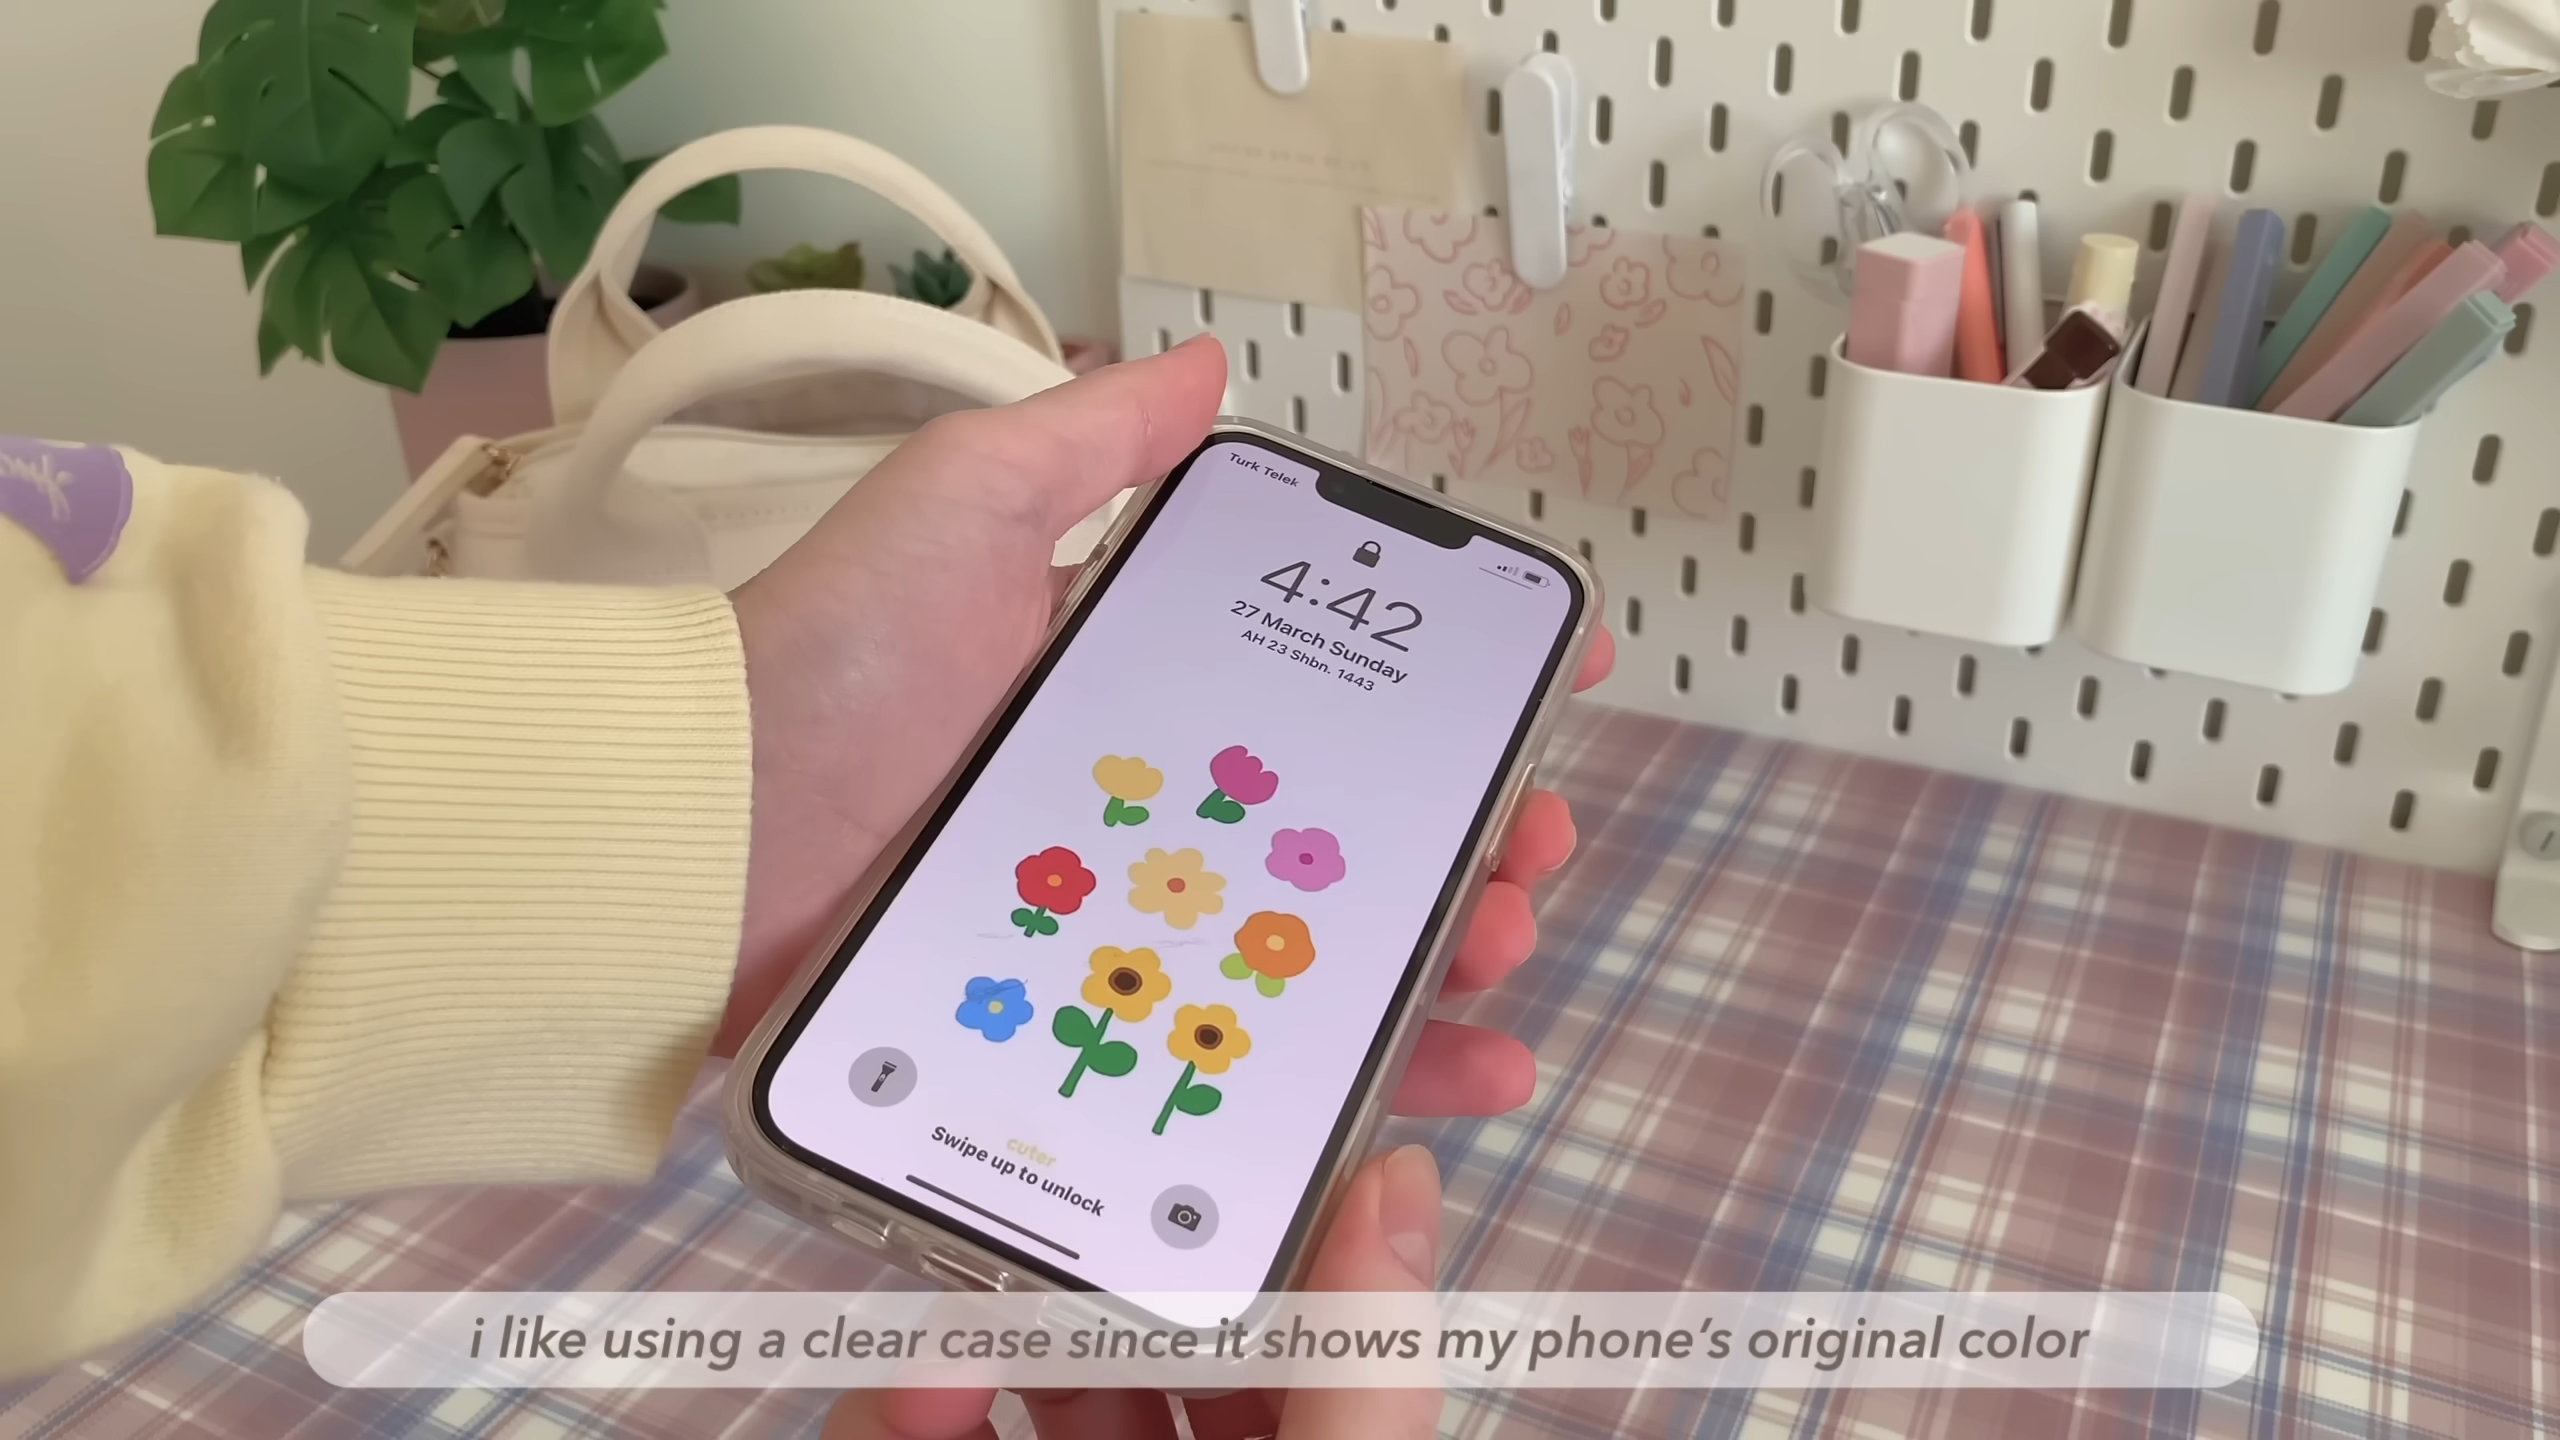 Turk Telek
4:42
27 March Sunday
AH 23 Shbn. 1443
cuter
Swipe up to unlock
i like using a clear case since it shows my phone's original color